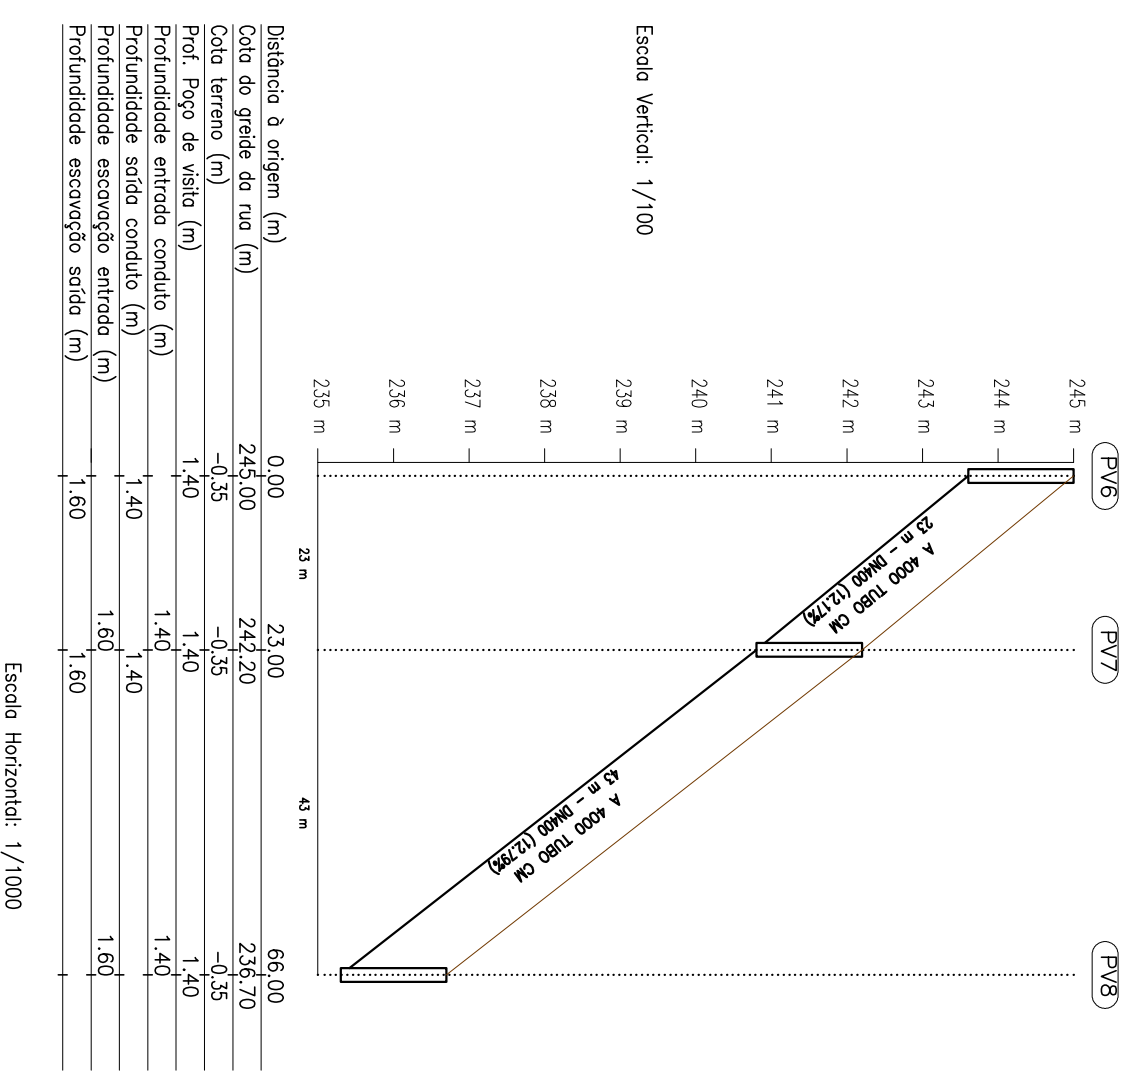 PV6
PV7
PV8
245 m
244 m
243 m
242 m
241 m
240 m
239 m
238 m
237 m
236 m
235 m
Escala Vertical: 1/100
A 4000 TUBO CM
23 m - DN400 (12.17%)
A 4000 TUBO CM
43 m - DN400 (12.79%)
23 m
43 m
Distância à origem (m) 0.00 23.00 66.00
Cota do greide da rua (m) 245.00 242.20 236.70
Cota terreno (m) -0.35 -0.35 -0.35
Prof. Poço de visita (m) 1.40 1.40 1.40
Profundidade entrada conduto (m) 1.40 1.40
Profundidade saída conduto (m) 1.40 1.40
Profundidade escavação entrada (m) 1.60 1.60
Profundidade escavação saída (m) 1.60 1.60
Escala Horizontal: 1/1000